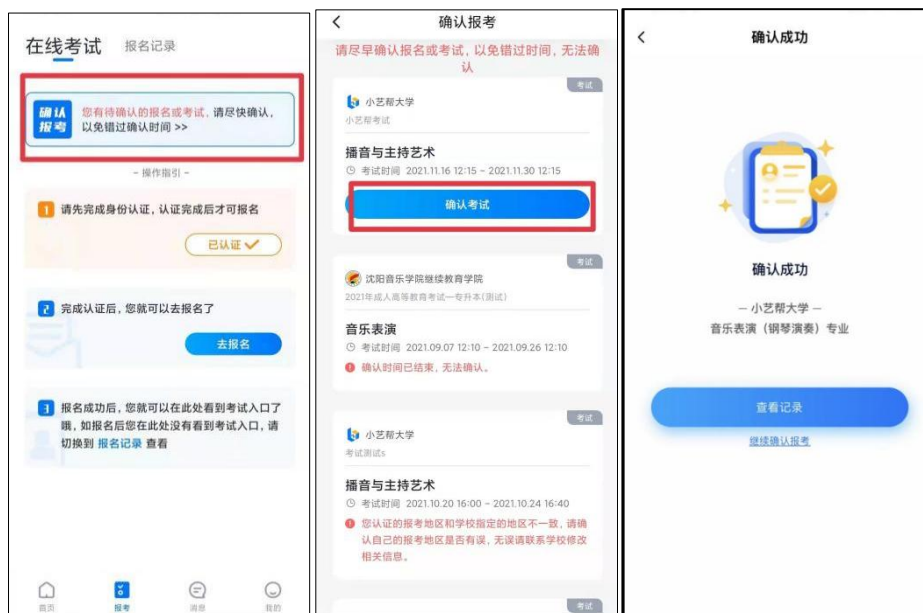 在线考试 报名记录
确认
报考
您有待确认的报名或考试，请尽快确认，
以免错过确认时间 >>
- 操作指引 -
1 请先完成身份认证，认证完成后才可报名
已认证
2 完成认证后，您就可以去报名了
去报名
3 报名成功后，您就可以在此处看到考试入口了
哦，如报名后您在此处没有看到考试入口，请
切换到 报名记录 查看
首页 报考 消息 我的
确认报考
请尽早确认报名或考试，以免错过时间，无法确
认
考试
小艺帮大学
小艺帮考试
播音与主持艺术
考试时间 2021.11.16 12:15 - 2021.11.30 12:15
确认考试
考试
沈阳音乐学院继续教育学院
2021年成人高等教育考试—专升本(测试)
音乐表演
考试时间 2021.09.07 12:10 - 2021.09.26 12:10
确认时间已结束，无法确认。
考试
小艺帮大学
考试测试s
播音与主持艺术
考试时间 2021.10.20 16:00 - 2021.10.24 16:40
您认证的报考地区和学校指定的地区不一致，请确
认自己的报考地区是否有误，无误请联系学校修改
相关信息。
考试
确认成功
确认成功
— 小艺帮大学 —
音乐表演（钢琴演奏）专业
查看记录
继续确认报考